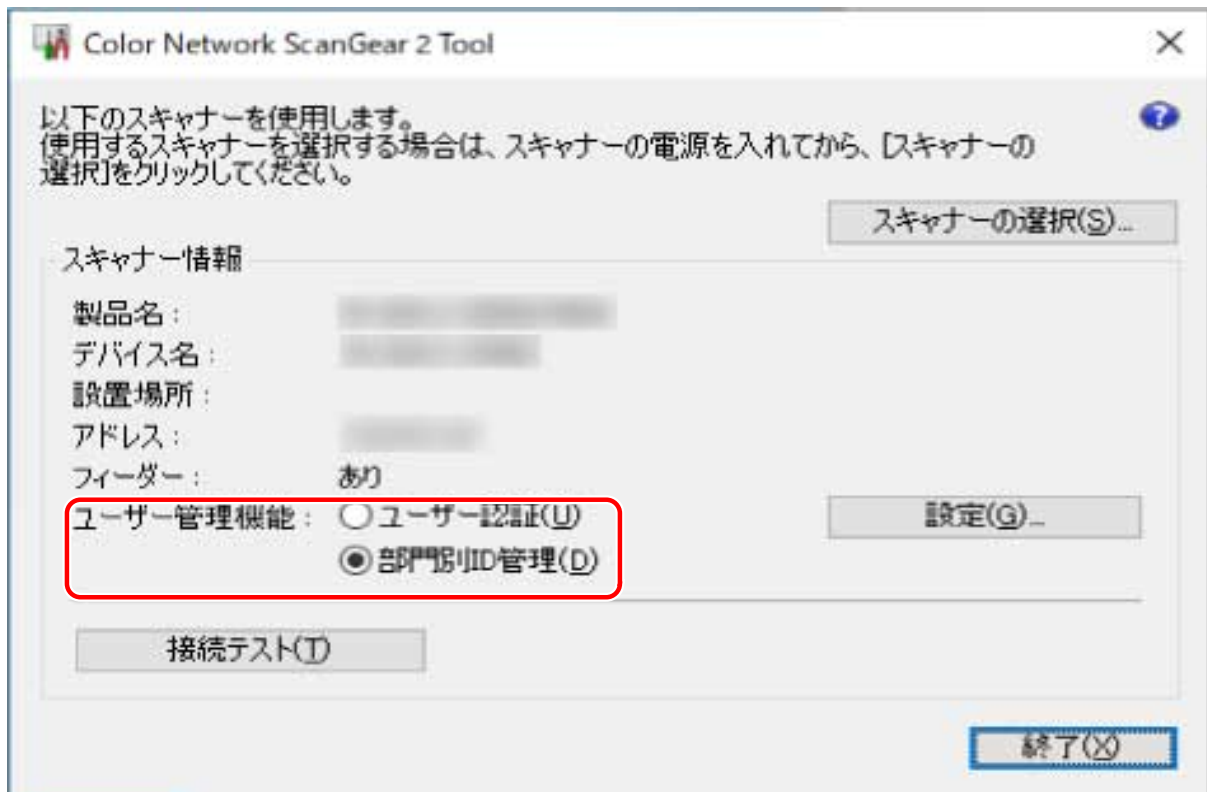 Color Network ScanGear 2 Tool
以下のスキャナーを使用します。
使用するスキャナーを選択する場合は、スキャナーの電源を入れてから、[スキャナーの
選択]をクリックしてください。
スキャナーの選択(S)...
スキャナー情報
製品名:
デバイス名:
設置場所:
アドレス:
フィーダー: あり
ユーザー管理機能: ユーザー認証(U) 設定(G)...
部門別ID管理(D)
接続テスト(T)
終了(X)